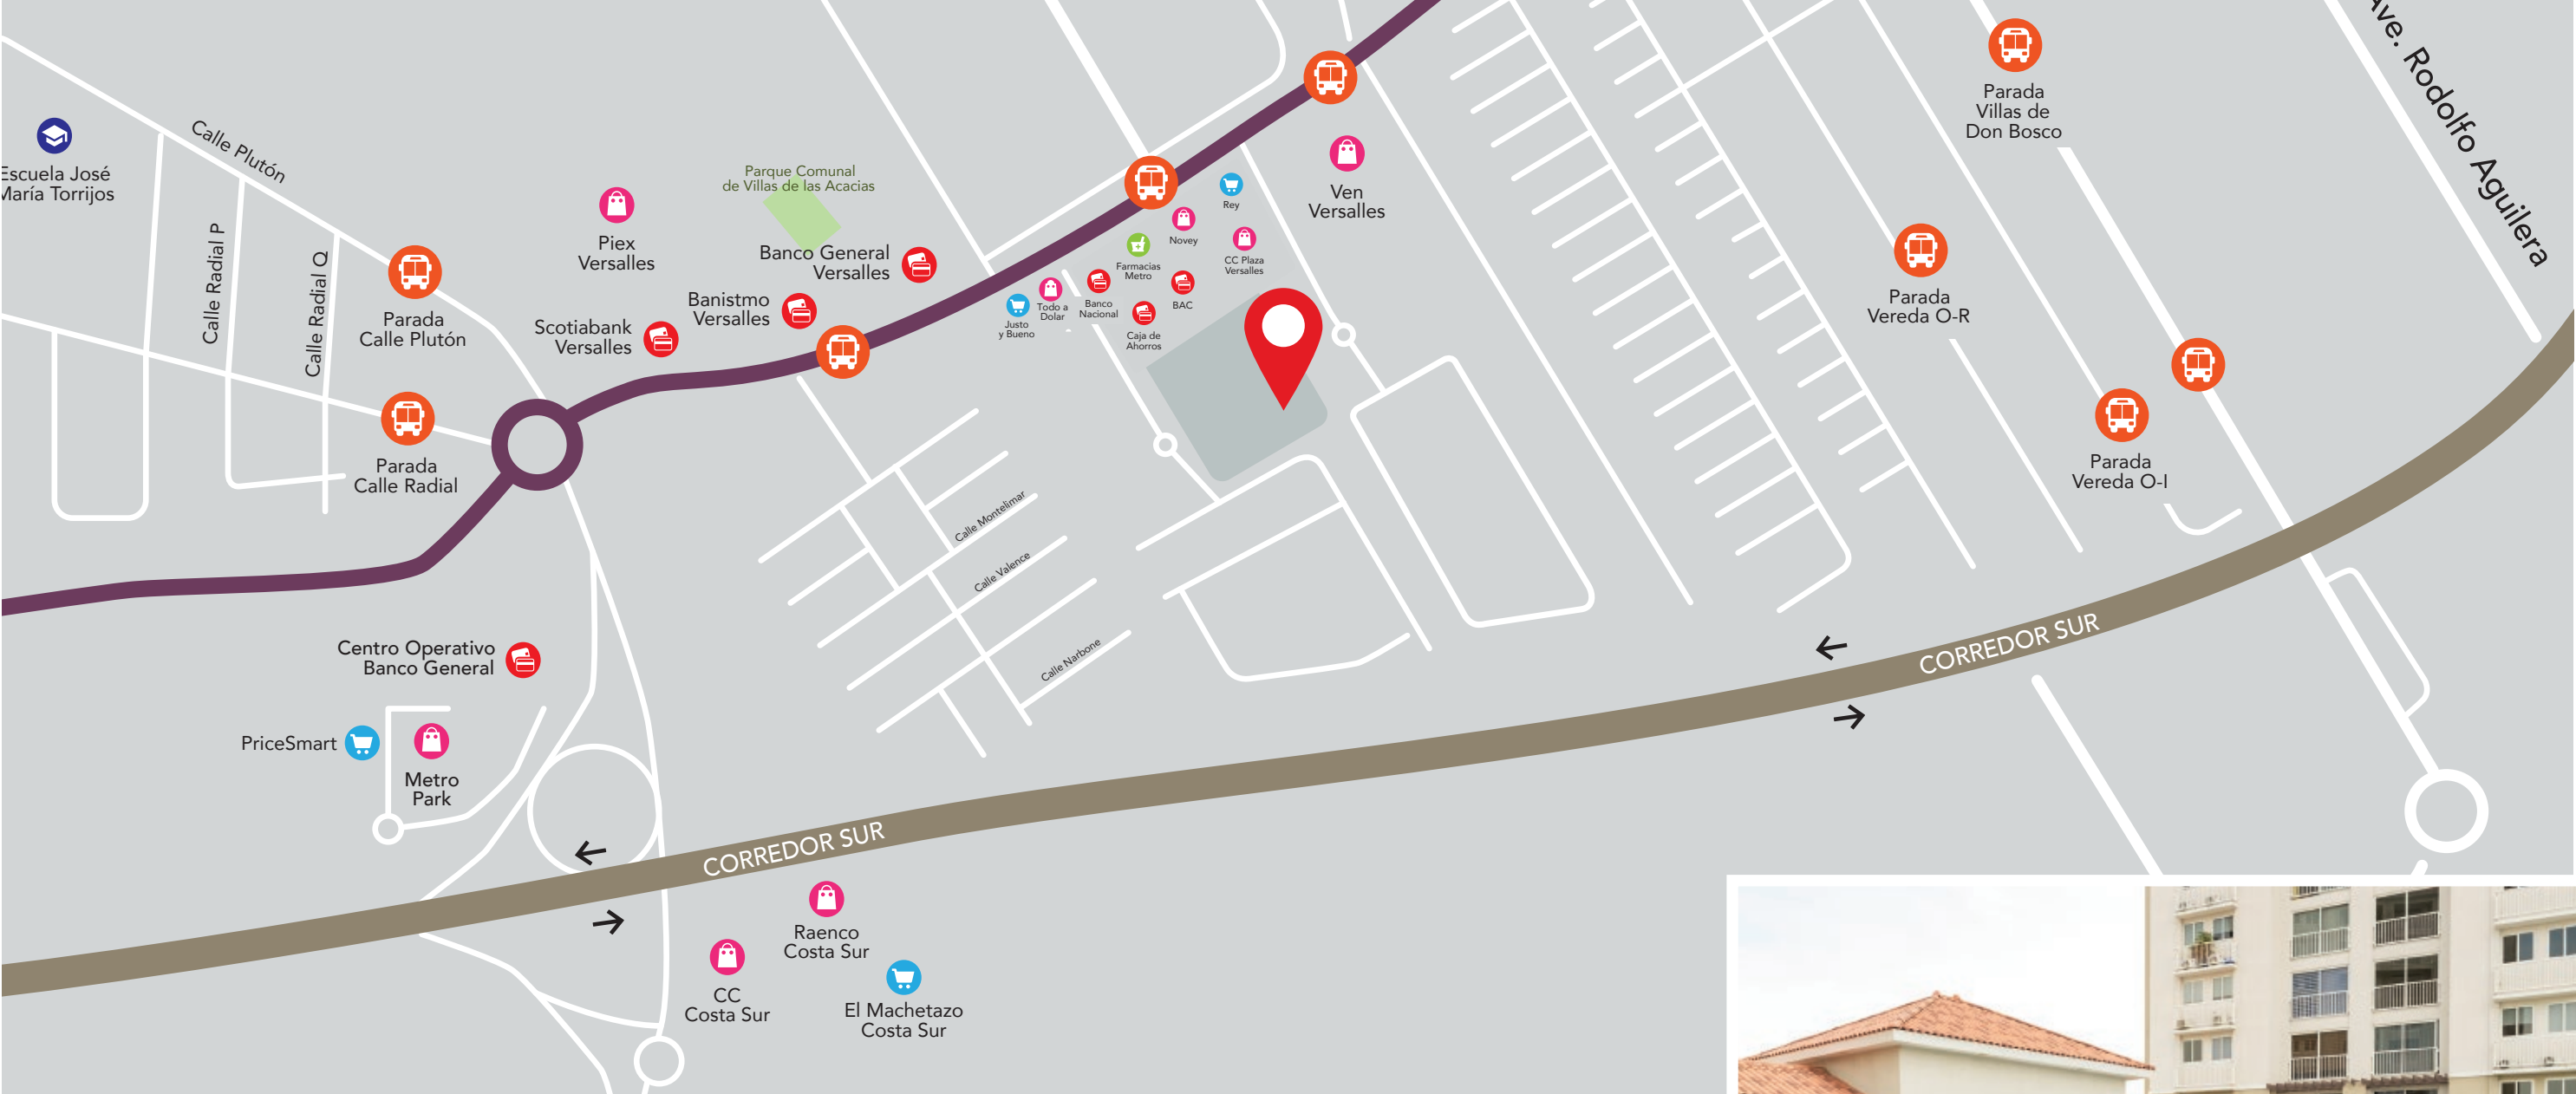 Ave. Rodolfo Aguilera
Parada
Villas de
Don Bosco
Calle Plutón
Escuela José
María Torrijos
Parque Comunal
de Villas de las Acacias
Ven
Versalles
Rey
Novey
Piex
Versalles
Banco General
Versalles
Farmacias
Metro
CC Plaza
Versalles
Calle Radial P
Calle Radial Q
Parada
Calle Plutón
Banistmo
Versalles
Scotiabank
Versalles
Justo
y Bueno
Todo a
Dolar
Banco
Nacional
BAC
Caja de
Ahorros
Parada
Vereda O-R
Parada
Calle Radial
Parada
Vereda O-I
Calle Montelimar
Calle Valence
Calle Narbone
CORREDOR SUR
Centro Operativo
Banco General
PriceSmart
Metro
Park
CORREDOR SUR
Raenco
Costa Sur
CC
Costa Sur
El Machetazo
Costa Sur